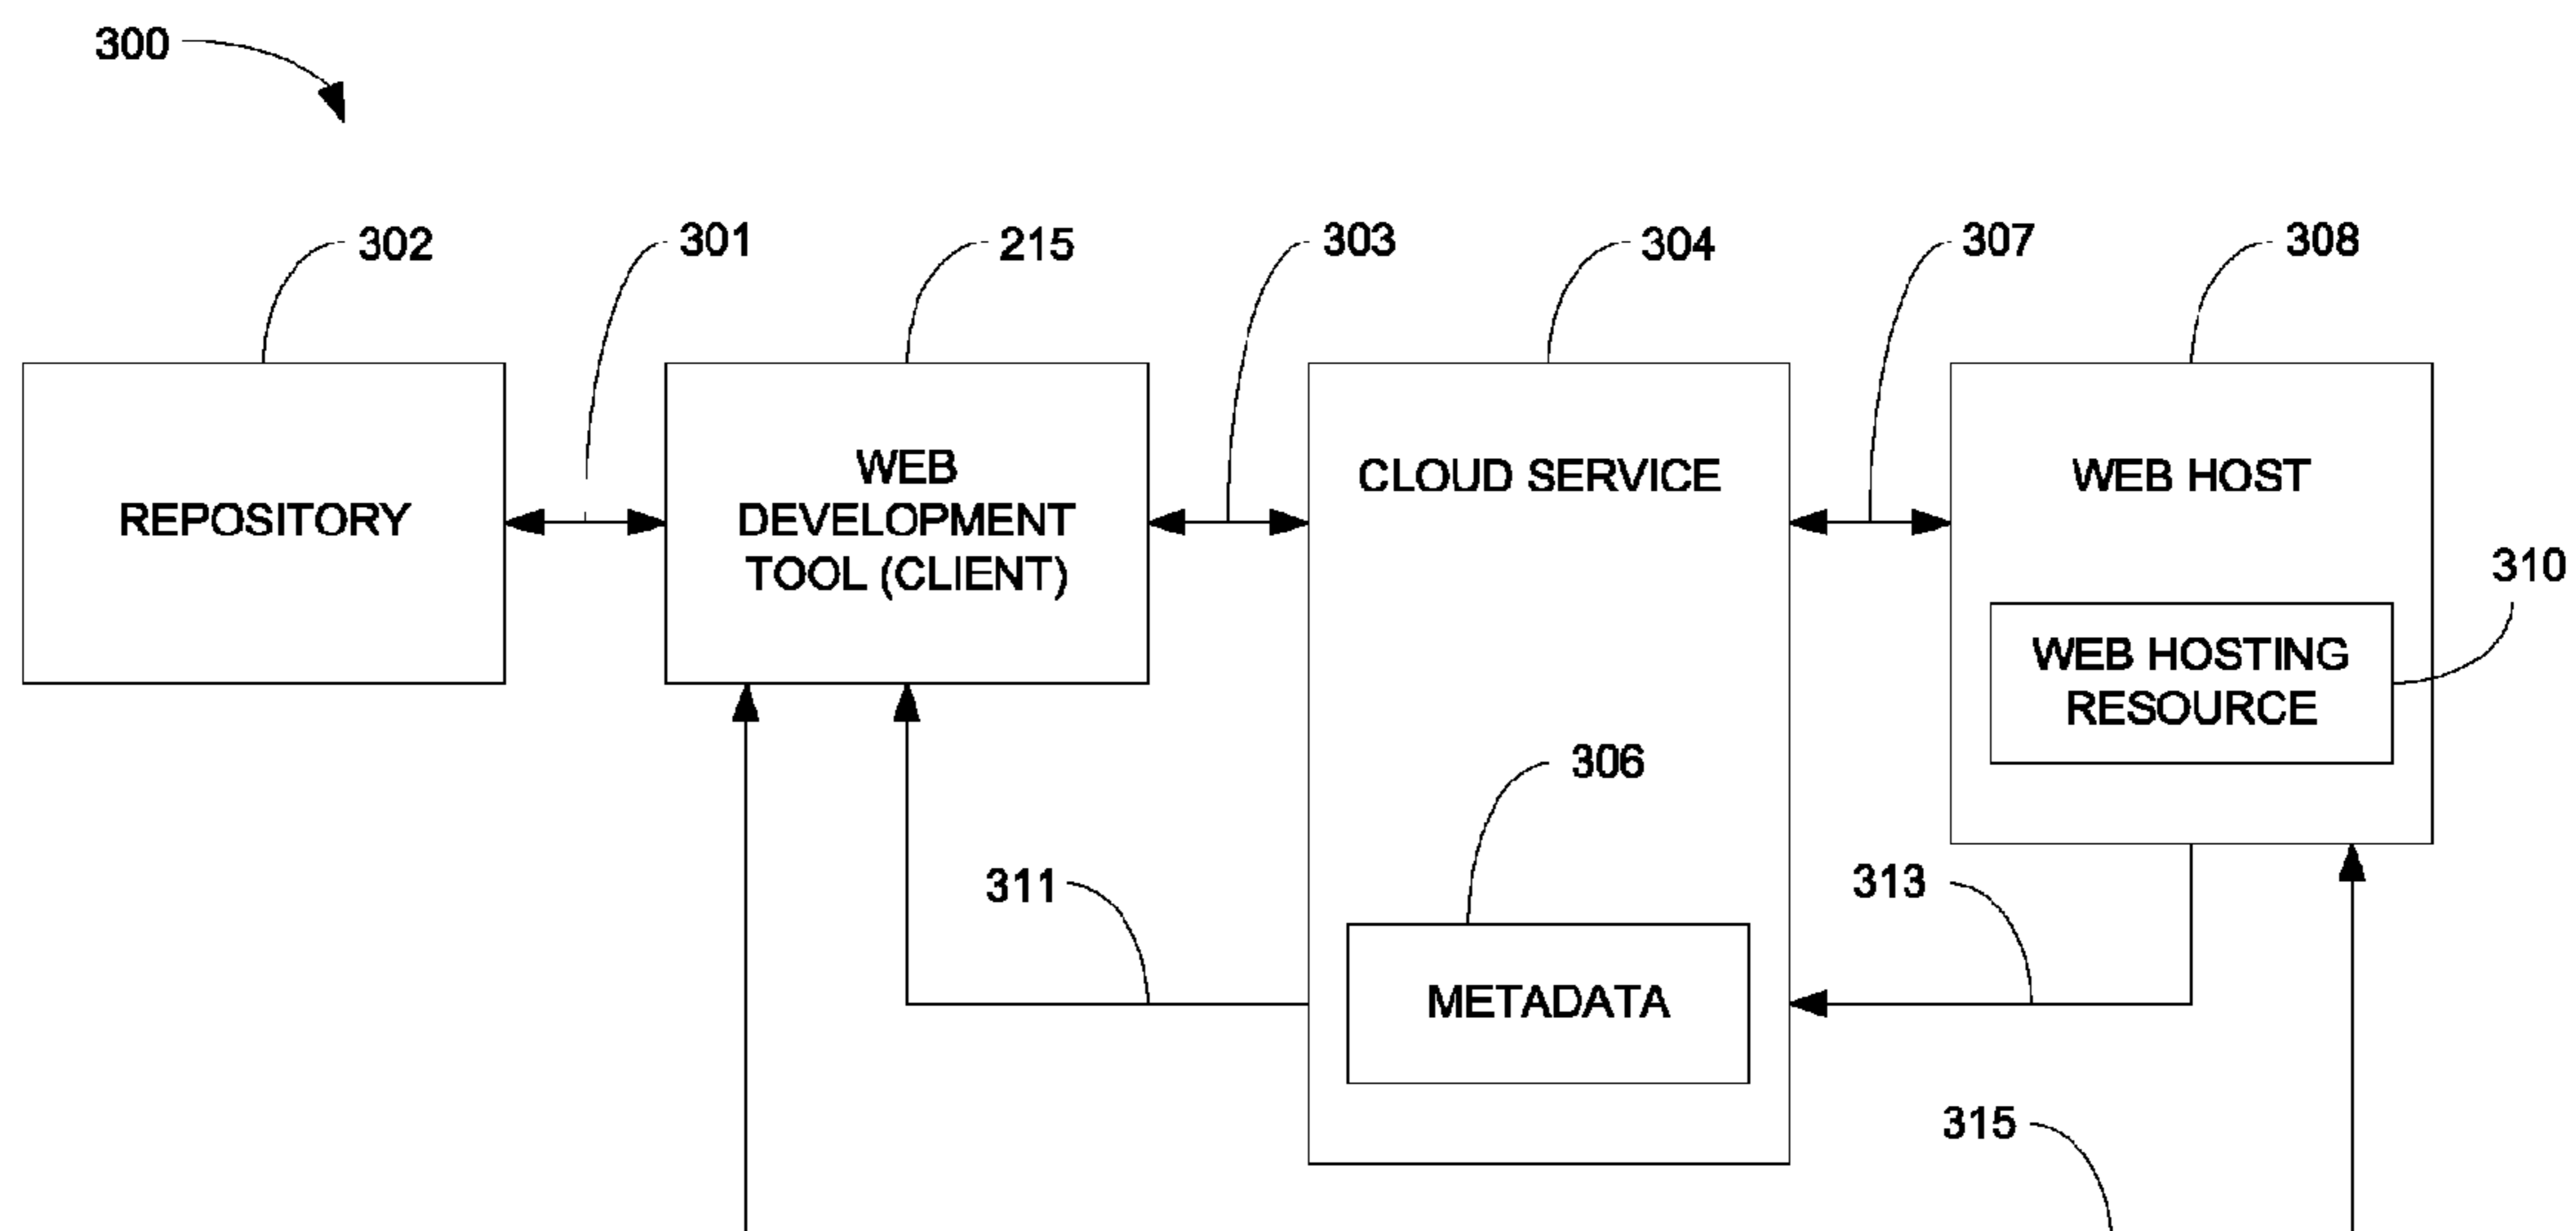 300
302
301
215
303
304
307
308
REPOSITORY
WEB
DEVELOPMENT
TOOL (CLIENT)
CLOUD SERVICE
WEB HOST
310
WEB HOSTING
RESOURCE
306
311
313
METADATA
315